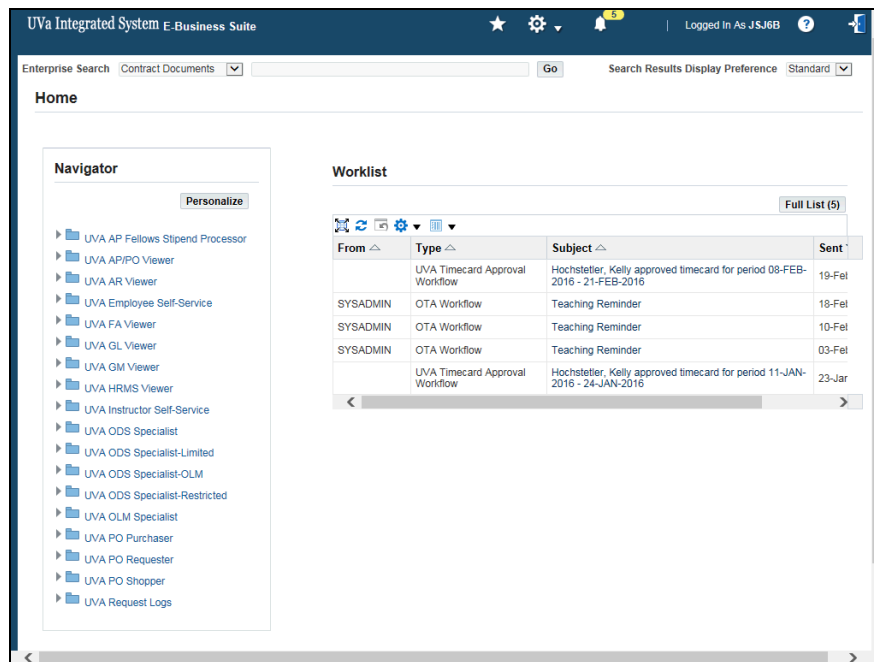 UVa Integrated System E-Business Suite
5
Logged In As JSJ6B
?
Enterprise Search Contract Documents Go Search Results Display Preference Standard
Home
Navigator
Personalize
UVA AP Fellows Stipend Processor
UVA AP/PO Viewer
UVA AR Viewer
UVA Employee Self-Service
UVA FA Viewer
UVA GL Viewer
UVA GM Viewer
UVA HRMS Viewer
UVA Instructor Self-Service
UVA ODS Specialist
UVA ODS Specialist-Limited
UVA ODS Specialist-OLM
UVA ODS Specialist-Restricted
UVA OLM Specialist
UVA PO Purchaser
UVA PO Requester
UVA PO Shopper
UVA Request Logs
Worklist
Full List (5)
From Type Subject Sent
UVA Timecard Approval
Workflow
Hochstetler, Kelly approved timecard for period 08-FEB-
2016 - 21-FEB-2016
19-Feb
SYSADMIN OTA Workflow Teaching Reminder 18-Feb
SYSADMIN OTA Workflow Teaching Reminder 10-Feb
SYSADMIN OTA Workflow Teaching Reminder 03-Feb
UVA Timecard Approval
Workflow
Hochstetler, Kelly approved timecard for period 11-JAN-
2016 - 24-JAN-2016
23-Jan